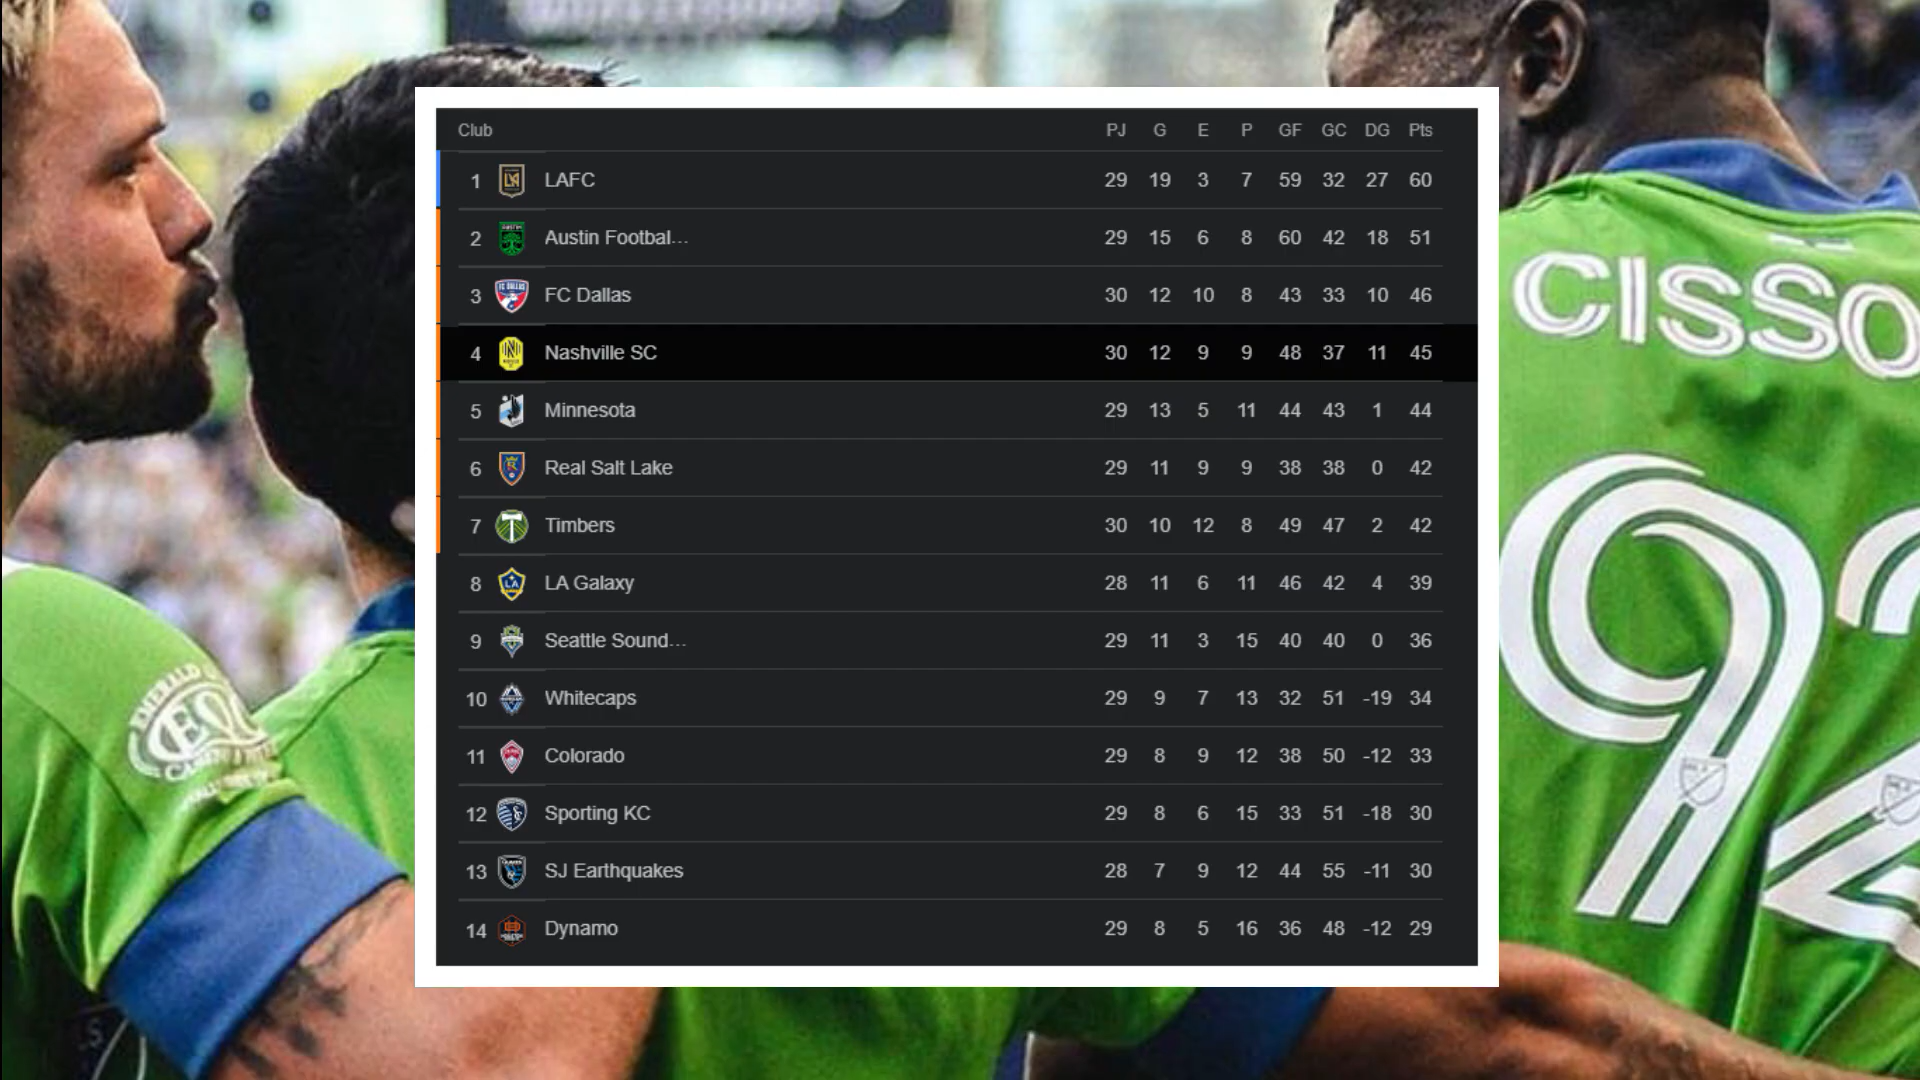 Club PJ G E P GF GC DG Pts
1 LAFC 29 19 3 7 59 32 27 60
2 Austin Footbal... 29 15 6 8 60 42 18 51
3 FC Dallas 30 12 10 8 43 33 10 46
4 Nashville SC 30 12 9 9 48 37 11 45
5 Minnesota 29 13 5 11 44 43 1 44
6 Real Salt Lake 29 11 9 9 38 38 0 42
7 Timbers 30 10 12 8 49 47 2 42
8 LA Galaxy 28 11 6 11 46 42 4 39
9 Seattle Sound... 29 11 3 15 40 40 0 36
10 Whitecaps 29 9 7 13 32 51 -19 34
11 Colorado 29 8 9 12 38 50 -12 33
12 Sporting KC 29 8 6 15 33 51 -18 30
13 SJ Earthquakes 28 7 9 12 44 55 -11 30
14 Dynamo 29 8 5 16 36 48 -12 29
CISSO
92